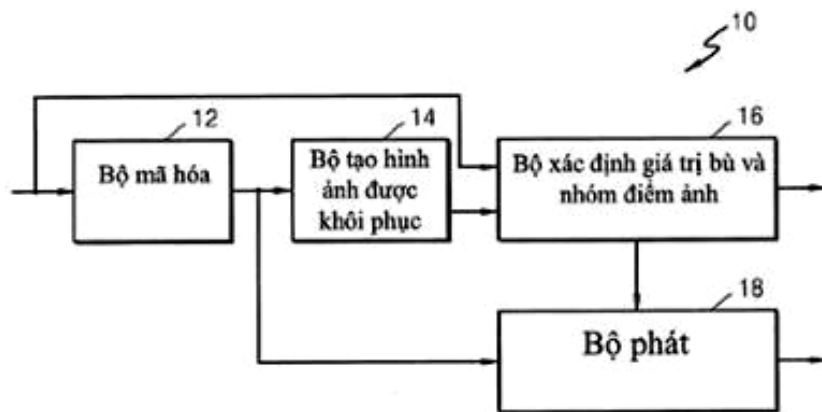 10
12
Bộ mã hóa
14
Bộ tạo hình
ảnh được
khôi phục
16
Bộ xác định giá trị bù và
nhóm điểm ảnh
18
Bộ phát